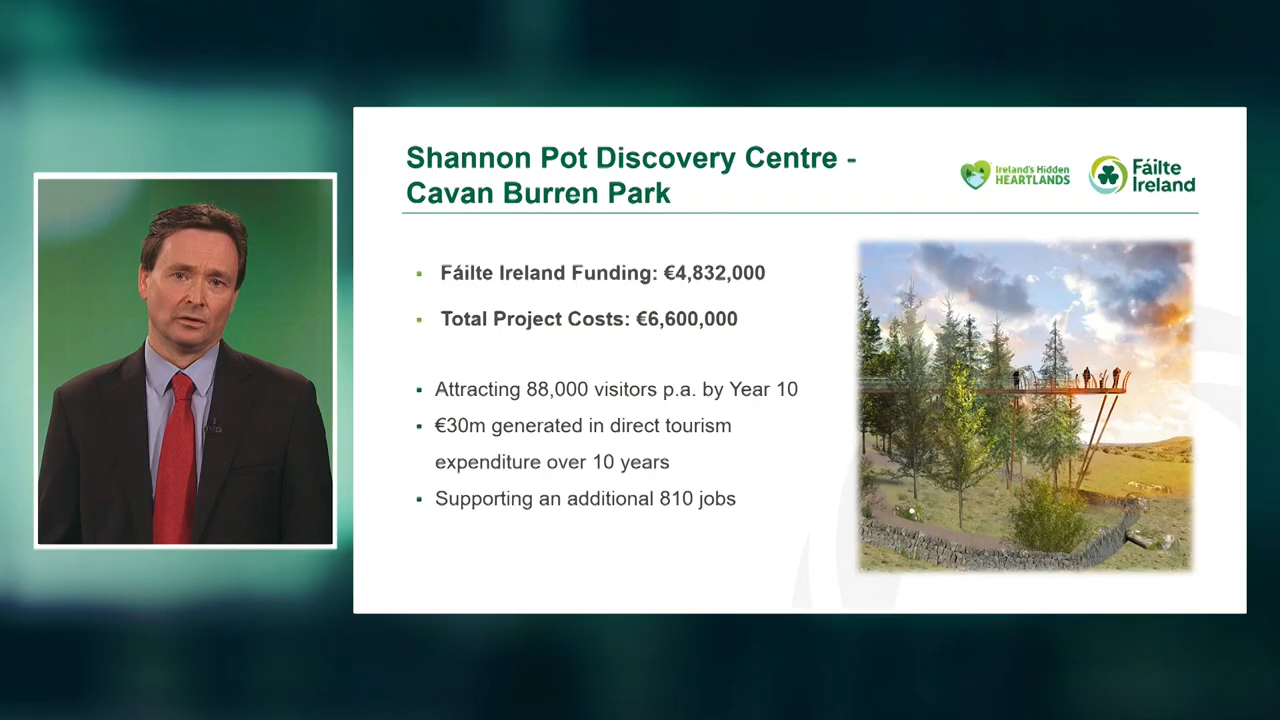 Shannon Pot Discovery Centre -
Cavan Burren Park
Ireland's Hidden
HEARTLANDS
Fáilte
Ireland
Fáilte Ireland Funding: €4,832,000
Total Project Costs: €6,600,000
Attracting 88,000 visitors p.a. by Year 10
€30m generated in direct tourism
expenditure over 10 years
Supporting an additional 810 jobs